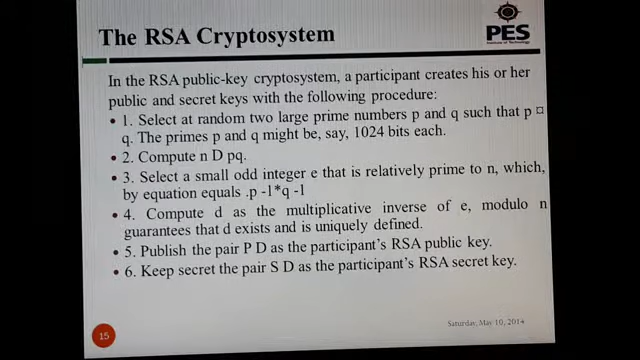 The RSA Cryptosystem
PES
Institute of Technology
In the RSA public-key cryptosystem, a participant creates his or her
public and secret keys with the following procedure:
• 1. Select at random two large prime numbers p and q such that p ¤
q. The primes p and q might be, say, 1024 bits each.
• 2. Compute n D pq.
• 3. Select a small odd integer e that is relatively prime to n, which,
by equation equals .p -1*q -1
• 4. Compute d as the multiplicative inverse of e, modulo n
guarantees that d exists and is uniquely defined.
• 5. Publish the pair P D as the participant's RSA public key.
• 6. Keep secret the pair S D as the participant's RSA secret key.
15
Saturday, May 10, 2014